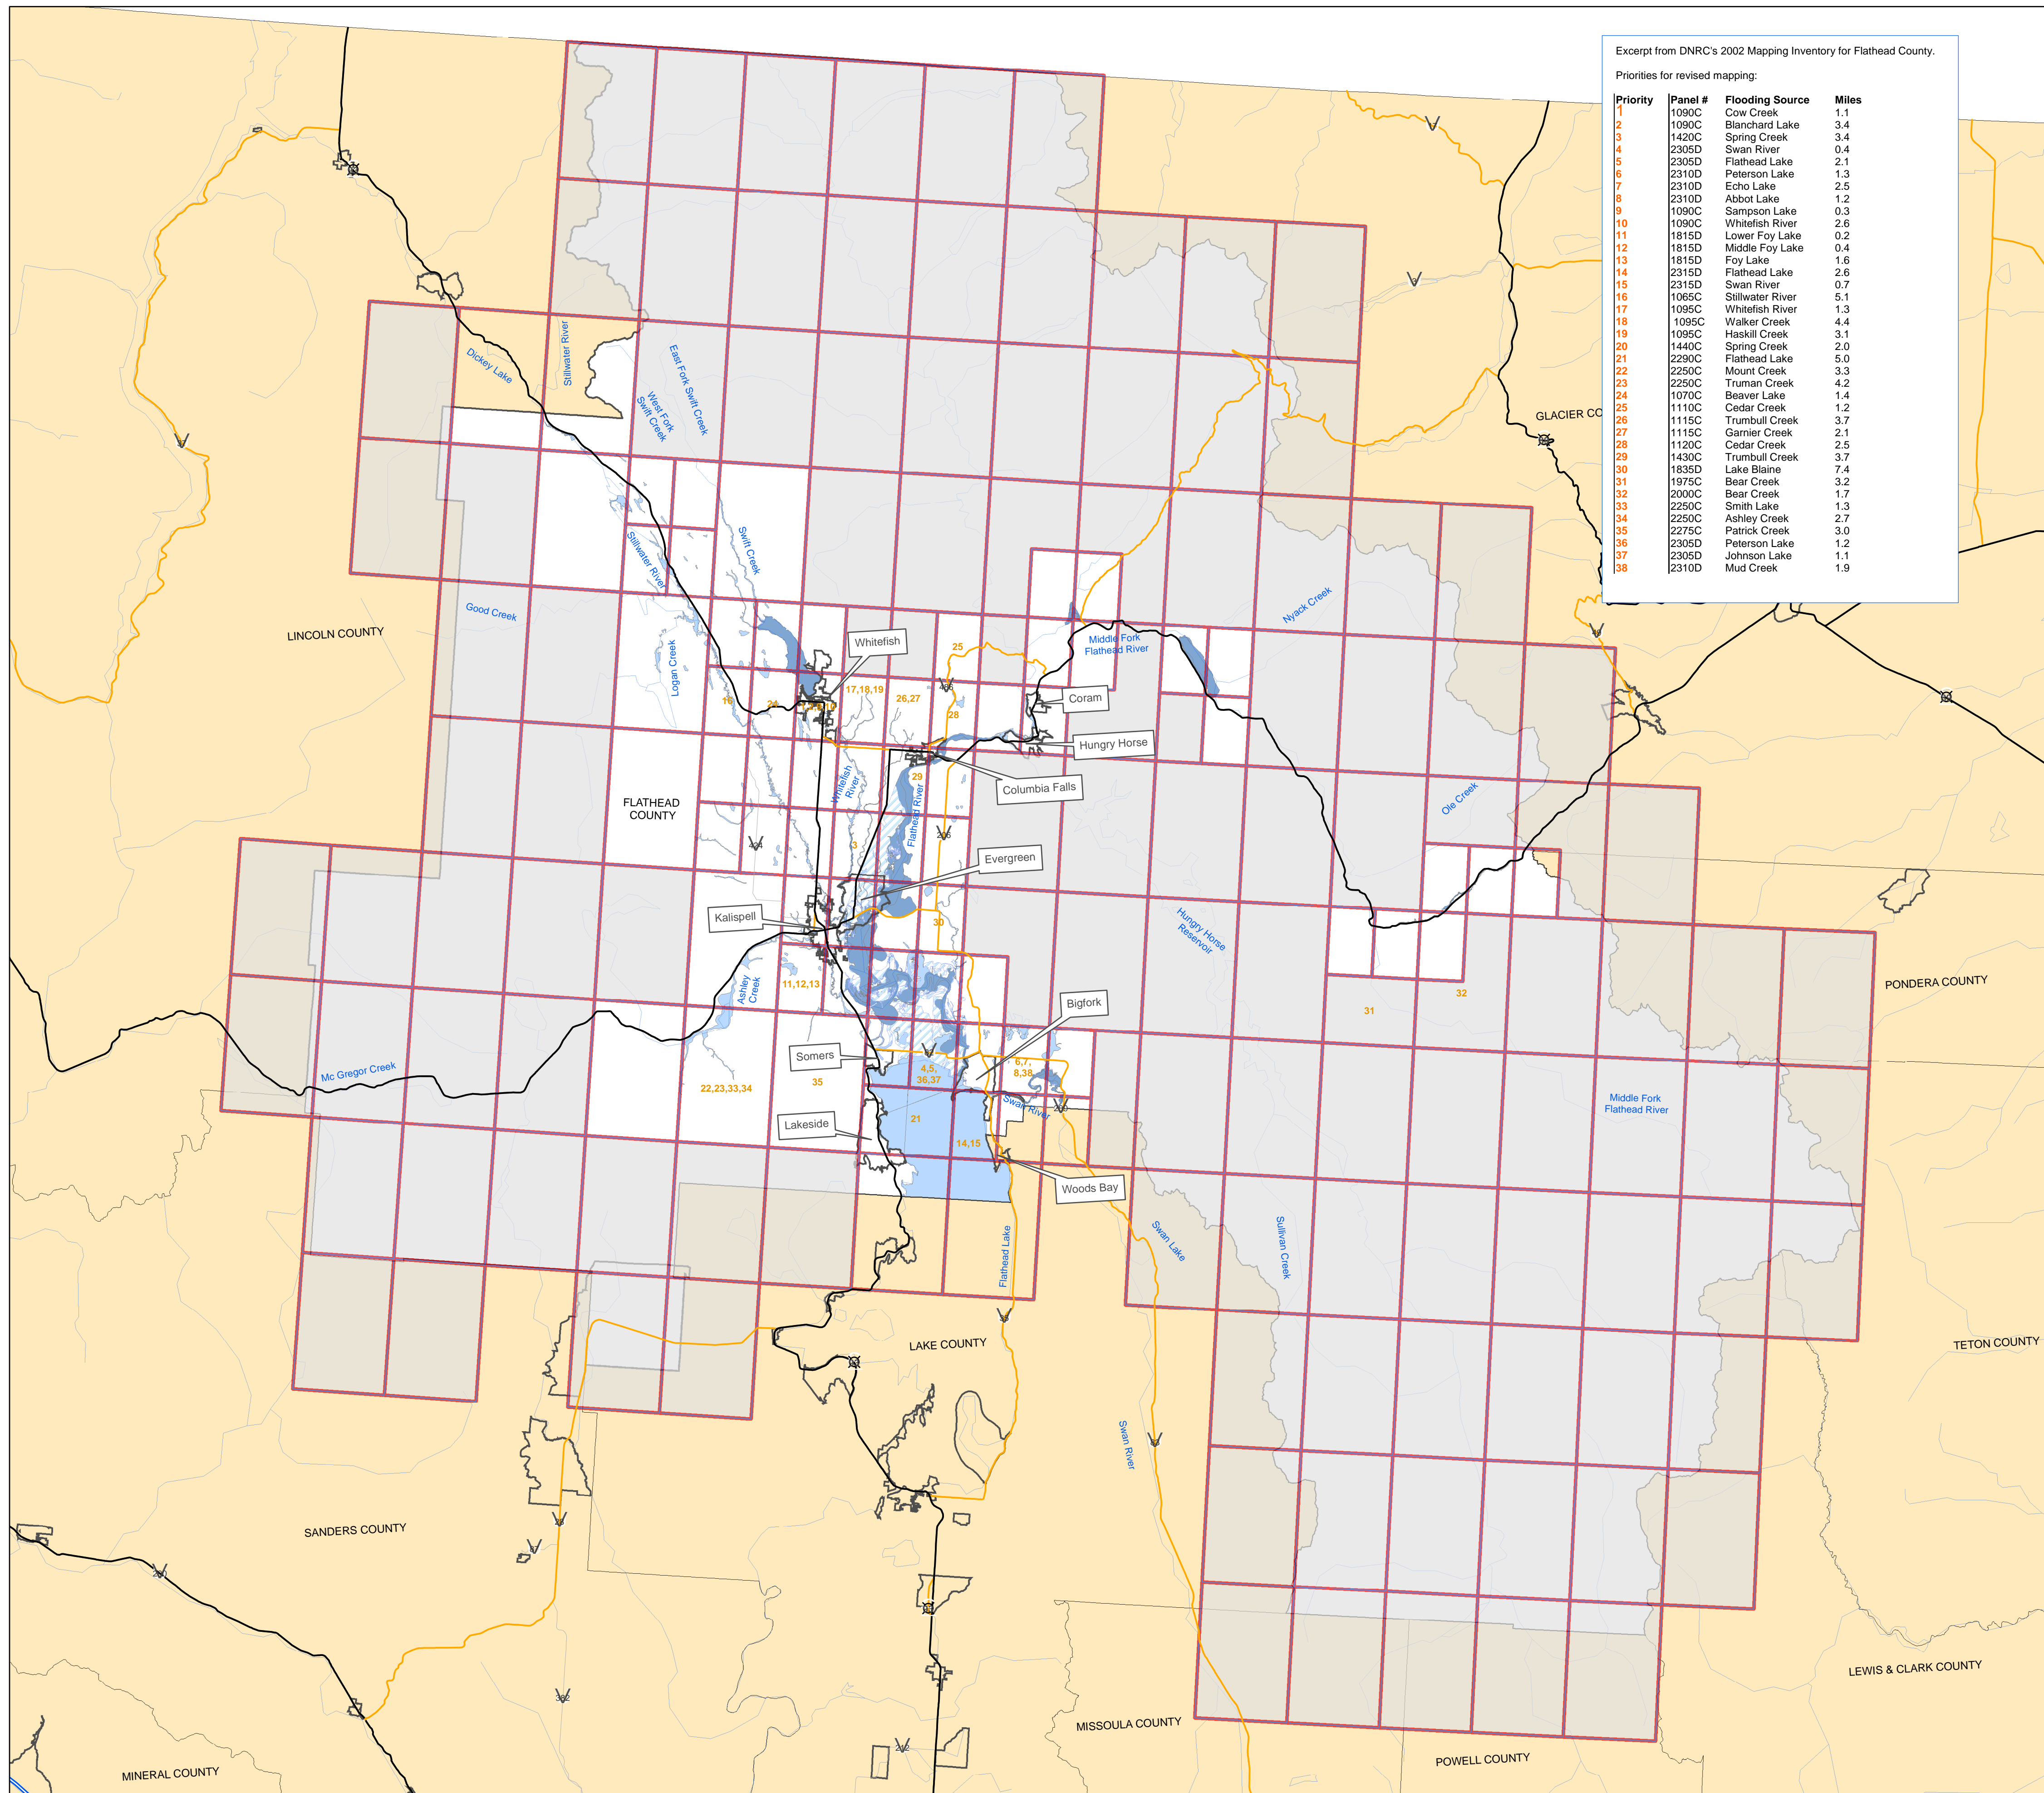 Excerpt from DNRC's 2002 Mapping Inventory for Flathead County.
Priorities for revised mapping:
Priority Panel # Flooding Source Miles
1 1090C Cow Creek 1.1
2 1090C Blanchard Lake 3.4
3 1420C Spring Creek 3.4
4 2305D Swan River 0.4
5 2305D Flathead Lake 2.1
6 2310D Peterson Lake 1.3
7 2310D Echo Lake 2.5
8 2310D Abbot Lake 1.2
9 1090C Sampson Lake 0.3
10 1090C Whitefish River 2.6
11 1815D Lower Foy Lake 0.2
12 1815D Middle Foy Lake 0.4
13 1815D Foy Lake 1.6
14 2315D Flathead Lake 2.6
15 2315D Swan River 0.7
16 1065C Stillwater River 5.1
17 1095C Whitefish River 1.3
18 1095C Walker Creek 4.4
19 1095C Haskill Creek 3.1
20 1440C Spring Creek 2.0
21 2290C Flathead Lake 5.0
22 2250C Mount Creek 3.3
23 2250C Truman Creek 4.2
24 1070C Beaver Lake 1.4
25 1110C Cedar Creek 1.2
26 1115C Trumbull Creek 3.7
27 1115C Garnier Creek 2.1
28 1120C Cedar Creek 2.5
29 1430C Trumbull Creek 3.7
30 1835D Lake Blaine 7.4
31 1975C Bear Creek 3.2
32 2000C Bear Creek 1.7
33 2250C Smith Lake 1.3
34 2250C Ashley Creek 2.7
35 2275C Patrick Creek 3.0
36 2305D Peterson Lake 1.2
37 2305D Johnson Lake 1.1
38 2310D Mud Creek 1.9
Dickey Lake
Stillwater River
East Fork Swift Creek
West Fork
Swift Creek
GLACIER CO
Stillwater River
Swift Creek
Good Creek
Logan Creek
LINCOLN COUNTY
Nyack Creek
Middle Fork
Flathead River
Whitefish
25
17,18,19
26,27
28
Coram
Hungry Horse
Columbia Falls
29
Whitefish
River
Flathead River
FLATHEAD
COUNTY
Ole Creek
424
206
3
Evergreen
Kalispell
30
Hungry Horse
Reservoir
11,12,13
Ashley
Creek
Bigfork
31
32
PONDERA COUNTY
Somers
Mc Gregor Creek
22,23,33,34
35
4,5,
36,37
6,7,
8,38
Swan River
21
14,15
Lakeside
Woods Bay
Middle Fork
Flathead River
Flathead Lake
Swan Lake
Sullivan Creek
LAKE COUNTY
TETON COUNTY
Swan River
SANDERS COUNTY
382
212
MISSOULA COUNTY
POWELL COUNTY
LEWIS & CLARK COUNTY
MINERAL COUNTY